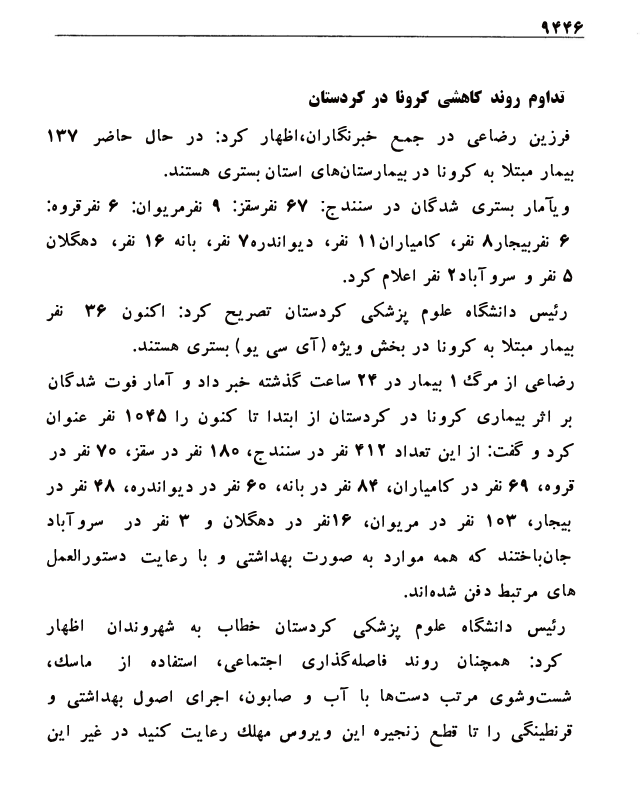 ۹۴۴۶
تداوم روند کاهشی کرونا در کردستان
فرزین رضاعی در جمع خبرنگاران،اظهار کرد: در حال حاضر ۱۳۷
بیمار مبتلا به کرونا در بیمارستان‌های استان بستری هستند.
ویآمار بستری شدگان در سنندج: ۶۷ نفرسقز: ۹ نفرمریوان: ۶ نفرقروه:
۶ نفربیجار۸ نفر، کامیاران۱۱ نفر، دیواندره۷ نفر، بانه ۱۶ نفر، دهگلان
۵ نفر و سروآباد۲ نفر اعلام کرد.
رئیس دانشگاه علوم پزشکی کردستان تصریح کرد: اکنون ۳۶ نفر
بیمار مبتلا به کرونا در بخش ویژه (آی سی یو) بستری هستند.
رضاعی از مرگ ۱ بیمار در ۲۴ ساعت گذشته خبر داد و آمار فوت شدگان
بر اثر بیماری کرونا در کردستان از ابتدا تا کنون را ۱۰۴۵ نفر عنوان
کرد و گفت: از این تعداد ۴۱۲ نفر در سنندج، ۱۸۰ نفر در سقز، ۷۰ نفر در
قروه، ۶۹ نفر در کامیاران، ۸۴ نفر در بانه، ۶۰ نفر در دیواندره، ۴۸ نفر در
بیجار، ۱۰۳ نفر در مریوان، ۱۶نفر در دهگلان و ۳ نفر در سروآباد
جان‌باختند که همه موارد به صورت بهداشتی و با رعایت دستورالعمل
های مرتبط دفن شده‌اند.
رئیس دانشگاه علوم پزشکی کردستان خطاب به شهروندان اظهار
کرد: همچنان روند فاصله‌گذاری اجتماعی، استفاده از ماسک،
شست‌وشوی مرتب دست‌ها با آب و صابون، اجرای اصول بهداشتی و
قرنطینگی را تا قطع زنجیره این ویروس مهلک رعایت کنید در غیر این